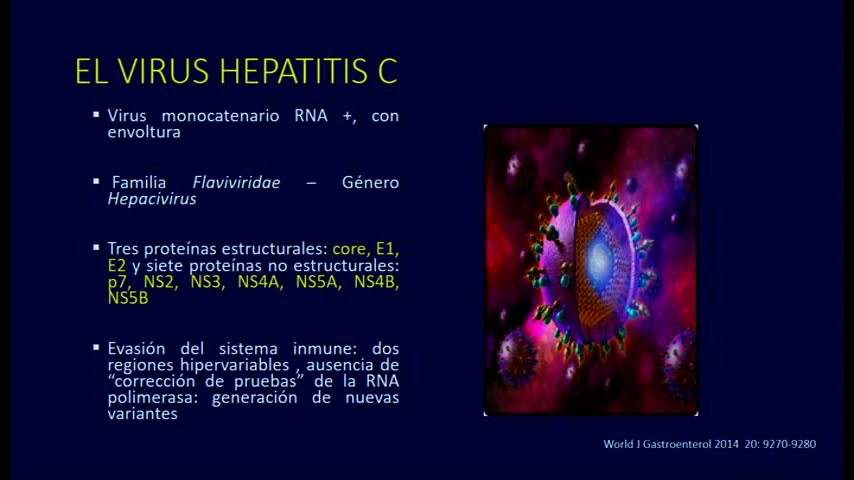 EL VIRUS HEPATITIS C
▪ Virus monocatenario RNA +, con
envoltura
▪ Familia Flaviviridae – Género
Hepacivirus
▪ Tres proteínas estructurales: core, E1,
E2 y siete proteínas no estructurales:
p7, NS2, NS3, NS4A, NS5A, NS4B,
NS5B
▪ Evasión del sistema inmune: dos
regiones hipervariables , ausencia de
“corrección de pruebas” de la RNA
polimerasa: generación de nuevas
variantes
World J Gastroenterol 2014 20: 9270-9280